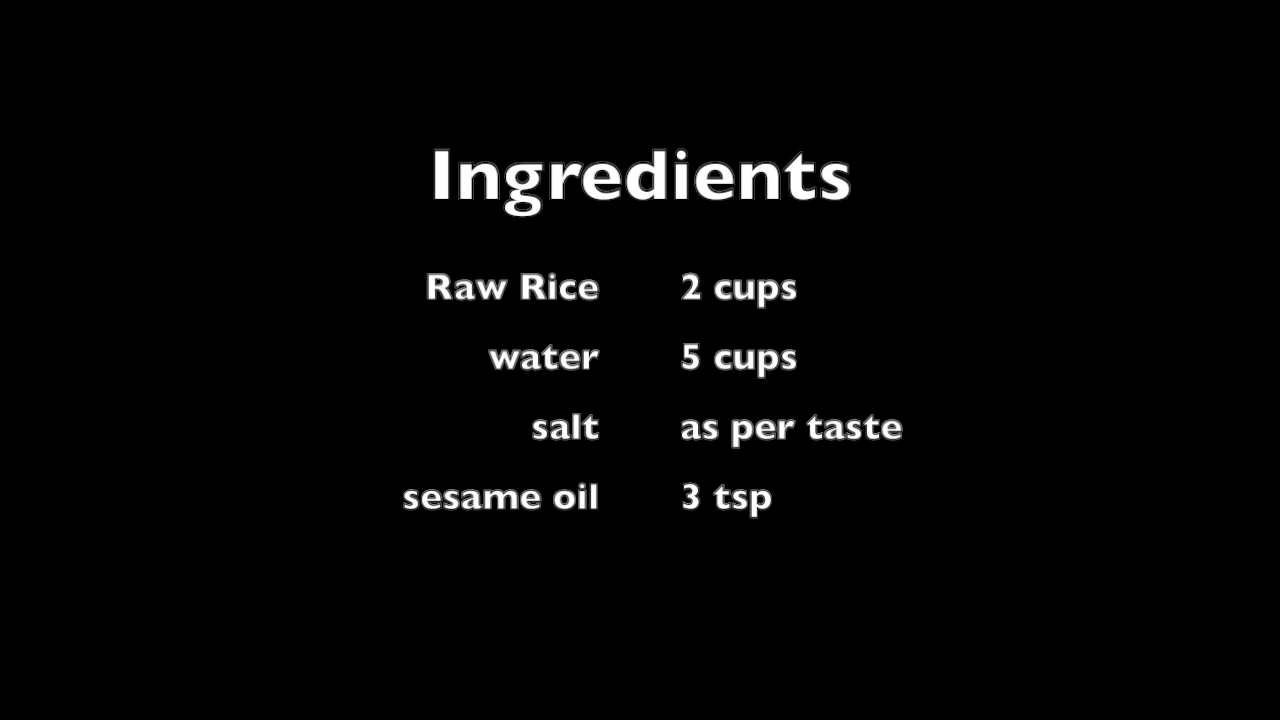 Ingredients
Raw Rice 2 cups
water 5 cups
salt as per taste
sesame oil 3 tsp